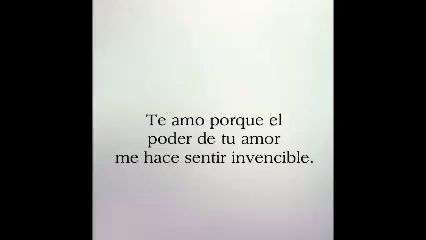 Te amo porque el
poder de tu amor
me hace sentir invencible.